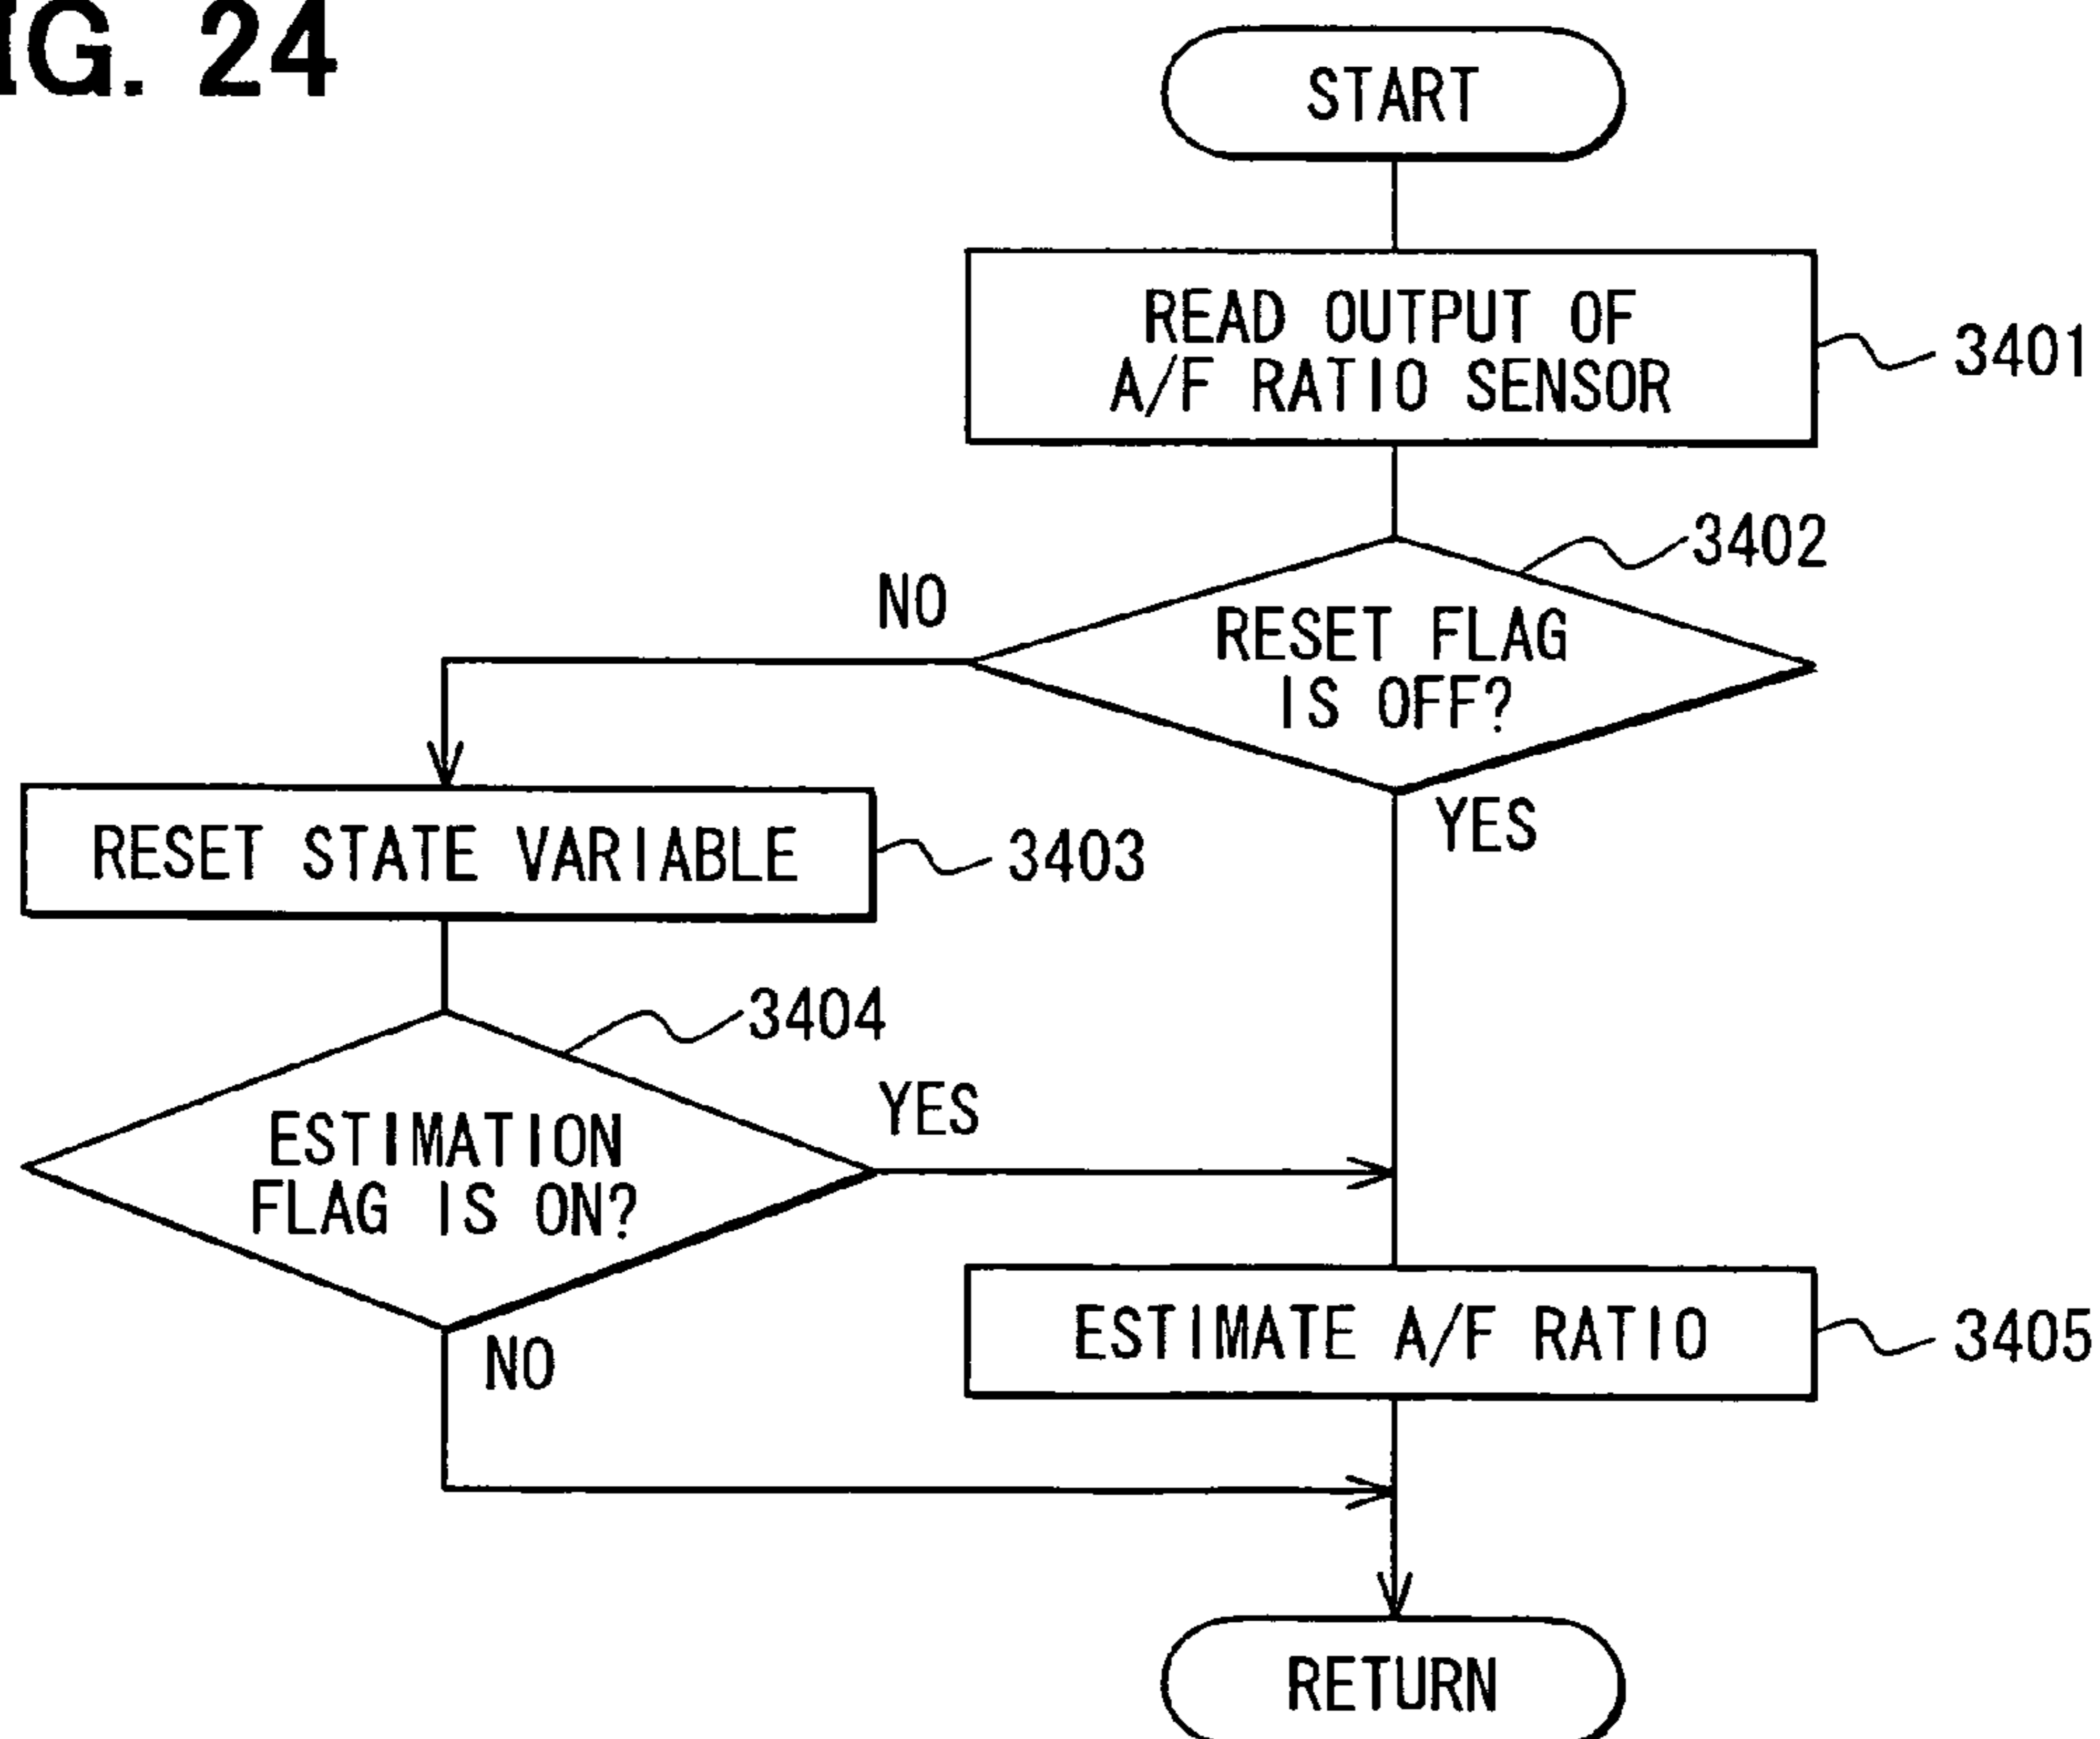 IG. 24
START
READ OUTPUT OF
A/F RATIO SENSOR
3401
3402
NO
RESET FLAG
IS OFF?
YES
RESET STATE VARIABLE
3403
3404
YES
ESTIMATION
FLAG IS ON?
NO
ESTIMATE A/F RATIO
3405
RETURN